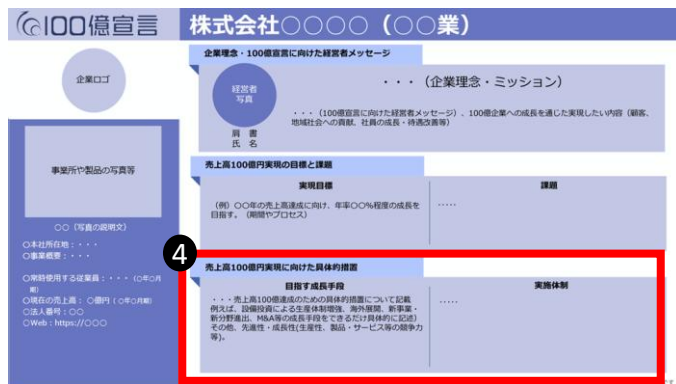 100億宣言
株式会社○○○○（○○業）
企業ロゴ
事業所や製品の写真等
○○（写真の説明文）
○本社所在地：・・・
○事業概要：・・・
○常時使用する従業員：・・・（○年○月
期）
○現在の売上高：○億円（○年○月期）
○法人番号：○○
○Web：https://○○○
企業理念・100億宣言に向けた経営者メッセージ
経営者
写真
肩　書
氏　名
・・・（企業理念・ミッション）
・・・（100億宣言に向けた経営者メッセージ）、100億企業への成長を通じた実現したい内容（顧客、
地域社会への貢献、社員の成長・待遇改善等）
売上高100億円実現の目標と課題
実現目標
（例）○○年の売上高達成に向け、年率○○%程度の成長を
目指す。（期間やプロセス）
課題
.....
4
売上高100億円実現に向けた具体的措置
目指す成長手段
・・・売上高100億達成のための具体的措置について記載
例えば、設備投資による生産体制増強、海外展開、新事業・
新分野進出、M&A等の成長手段をできるだけ具体的に記述）
その他、先進性・成長性(生産性、製品・サービス等の競争力
等)。
実施体制
.....